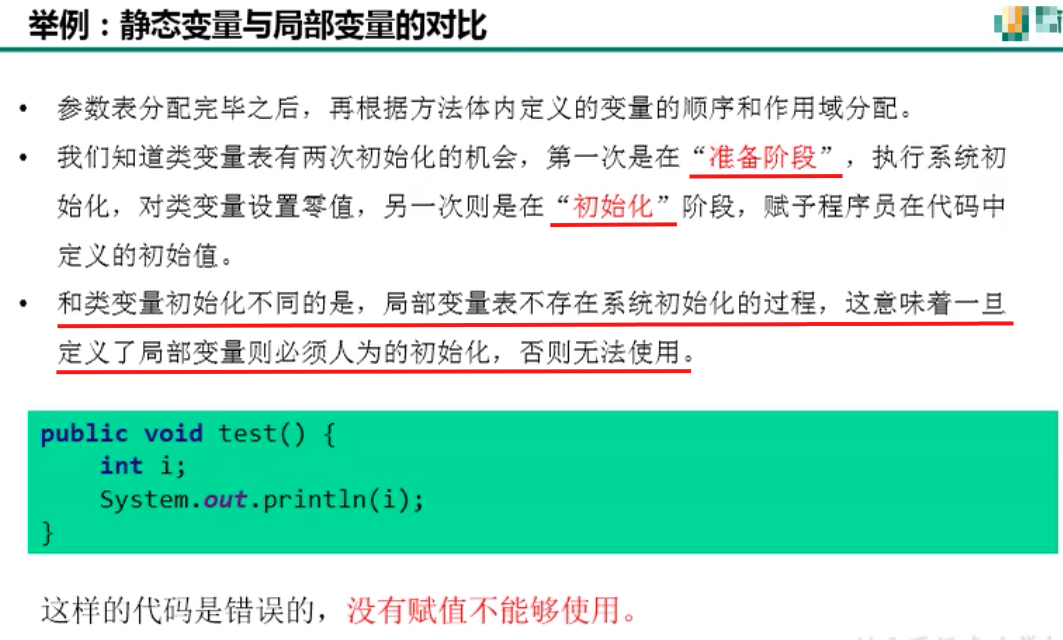 举例：静态变量与局部变量的对比
• 参数表分配完毕之后，再根据方法体内定义的变量的顺序和作用域分配。
• 我们知道类变量表有两次初始化的机会，第一次是在“准备阶段”，执行系统初
始化，对类变量设置零值，另一次则是在“初始化”阶段，赋予程序员在代码中
定义的初始值。
• 和类变量初始化不同的是，局部变量表不存在系统初始化的过程，这意味着一旦
定义了局部变量则必须人为的初始化，否则无法使用。
public void test() {
int i;
System.out.println(i);
}
这样的代码是错误的，没有赋值不能够使用。